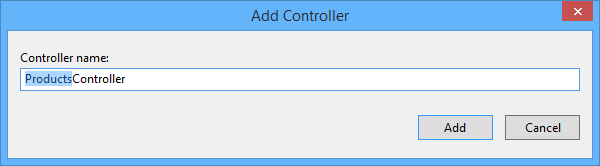 Add Controller
Controller name:
ProductsController
Add
Cancel